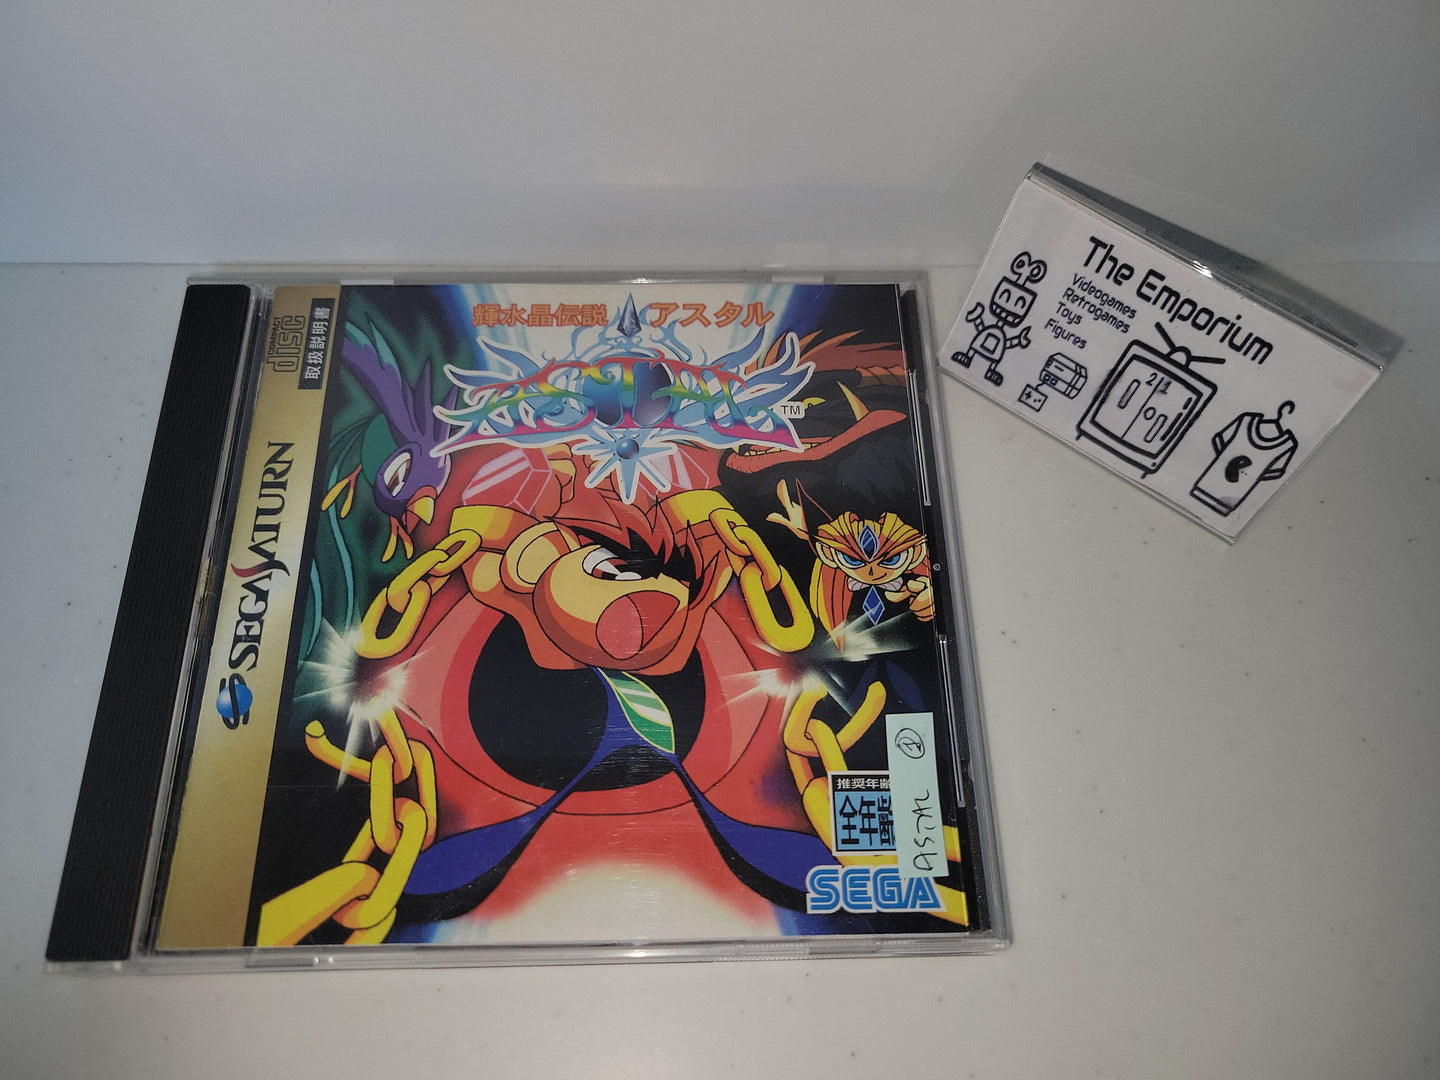 COMPACT
disc
取扱説明書
SEGA SATURN
輝水晶伝説 アスタル
ASTAL
TM
推奨年齢
全年齢
SEGA
ASTAL
1
The Emporium
Videogames
Retrogames
Toys
Figures